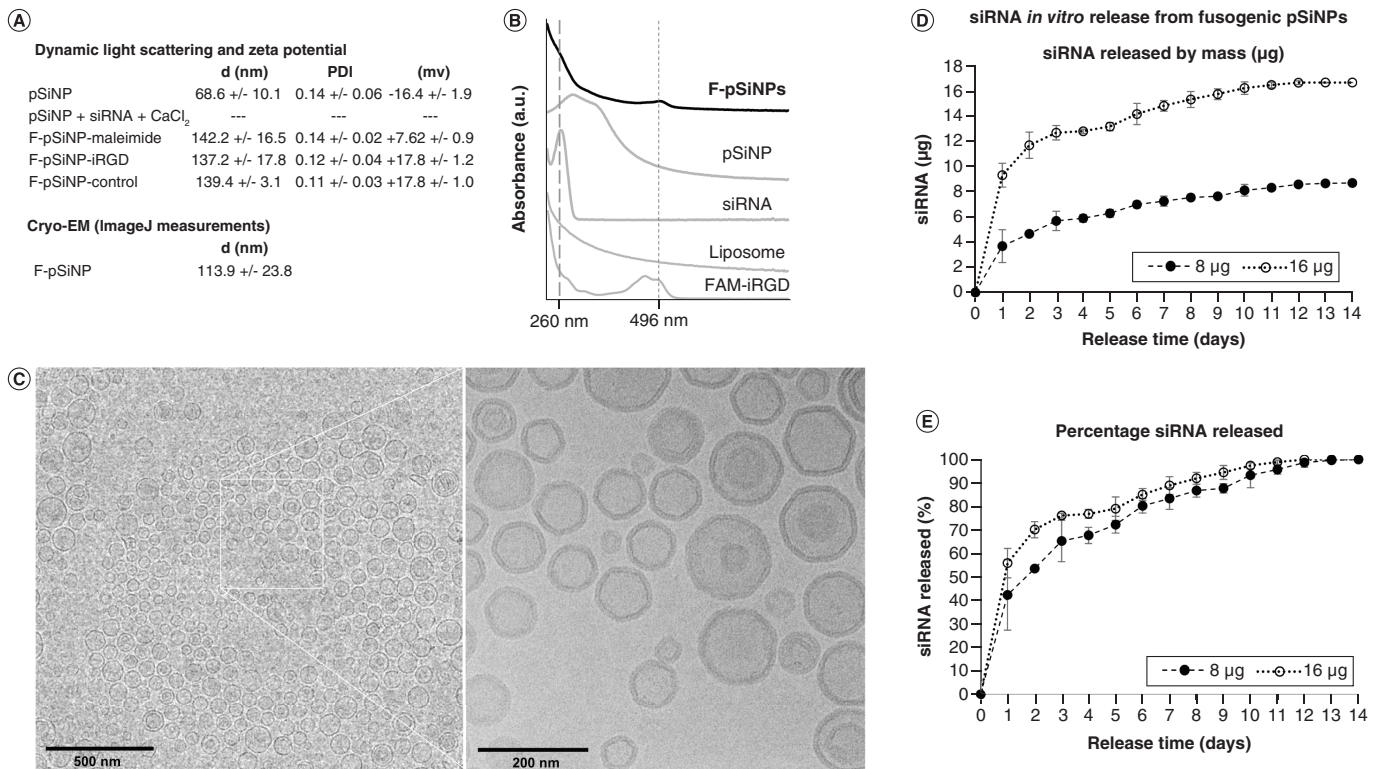 A
Dynamic light scattering and zeta potential
d (nm) PDI (mv)
pSiNP 68.6 +/- 10.1 0.14 +/- 0.06 -16.4 +/- 1.9
pSiNP + siRNA + CaCl2 --- --- ---
F-pSiNP-maleimide 142.2 +/- 16.5 0.14 +/- 0.02 +7.62 +/- 0.9
F-pSiNP-iRGD 137.2 +/- 17.8 0.12 +/- 0.04 +17.8 +/- 1.2
F-pSiNP-control 139.4 +/- 3.1 0.11 +/- 0.03 +17.8 +/- 1.0
Cryo-EM (ImageJ measurements)
d (nm)
F-pSiNP 113.9 +/- 23.8
B
Absorbance (a.u.)
F-pSiNPs
pSiNP
siRNA
Liposome
FAM-iRGD
260 nm 496 nm
C
500 nm
200 nm
D
siRNA in vitro release from fusogenic pSiNPs
siRNA released by mass (µg)
siRNA (µg)
18
16
14
12
10
8
6
4
2
0
8 µg 16 µg
0 1 2 3 4 5 6 7 8 9 10 11 12 13 14
Release time (days)
E
Percentage siRNA released
siRNA released (%)
100
90
80
70
60
50
40
30
20
10
0
8 µg 16 µg
0 1 2 3 4 5 6 7 8 9 10 11 12 13 14
Release time (days)